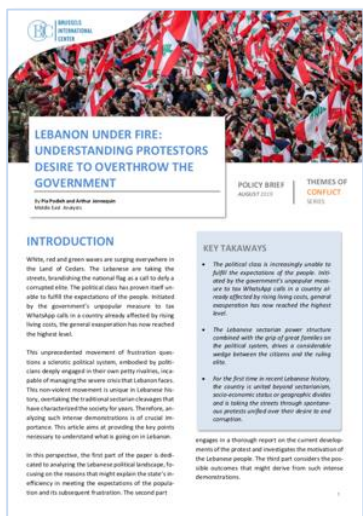 BRUSSELS
INTERNATIONAL
CENTER
LEBANON UNDER FIRE:
UNDERSTANDING PROTESTORS
DESIRE TO OVERTHROW THE
GOVERNMENT
By Pia Podieh and Arthur Jennequin
Middle East Analysts
POLICY BRIEF
AUGUST 2019
THEMES OF
CONFLICT
SERIES
INTRODUCTION
White, red and green waves are surging everywhere in
the Land of Cedars. The Lebanese are taking the
streets, brandishing the national flag as a call to defy a
corrupted elite. The political class has proven itself un-
able to fulfill the expectations of the people. Initiated
by the government's unpopular measure to tax
WhatsApp calls in a country already affected by rising
living costs, the general exasperation has now reached
the highest level.
This unprecedented movement of frustration ques-
tions a sclerotic political system, embodied by politi-
cians deeply engaged in their own petty rivalries, inca-
pable of managing the severe crisis that Lebanon faces.
This non-violent movement is unique in Lebanese his-
tory, overtaking the traditional sectarian cleavages that
have characterized the society for years. Therefore, an-
alyzing such intense demonstrations is of crucial im-
portance. This article aims at providing the key points
necessary to understand what is going on in Lebanon.
In this perspective, the first part of the paper is dedi-
cated to analyzing the Lebanese political landscape, fo-
cusing on the reasons that might explain the state's in-
efficiency in meeting the expectations of the popula-
tion and its subsequent frustration. The second part
KEY TAKAWAYS
• The political class is increasingly unable to
fulfill the expectations of the people. Initi-
ated by the government's unpopular meas-
ure to tax WhatsApp calls in a country al-
ready affected by rising living costs, general
exasperation has now reached the highest
level.
• The Lebanese sectarian power structure
combined with the grip of great families on
the political system, drives a considerable
wedge between the citizens and the ruling
elite.
• For the first time in recent Lebanese history,
the country is united beyond sectarianism,
socio-economic status or geographic divides
and is taking the streets through spontane-
ous protests unified over their desire to end
corruption.
engages in a thorough report on the current develop-
ments of the protest and investigates the motivation of
the Lebanese people. The third part considers the pos-
sible outcomes that might derive from such intense
demonstrations.